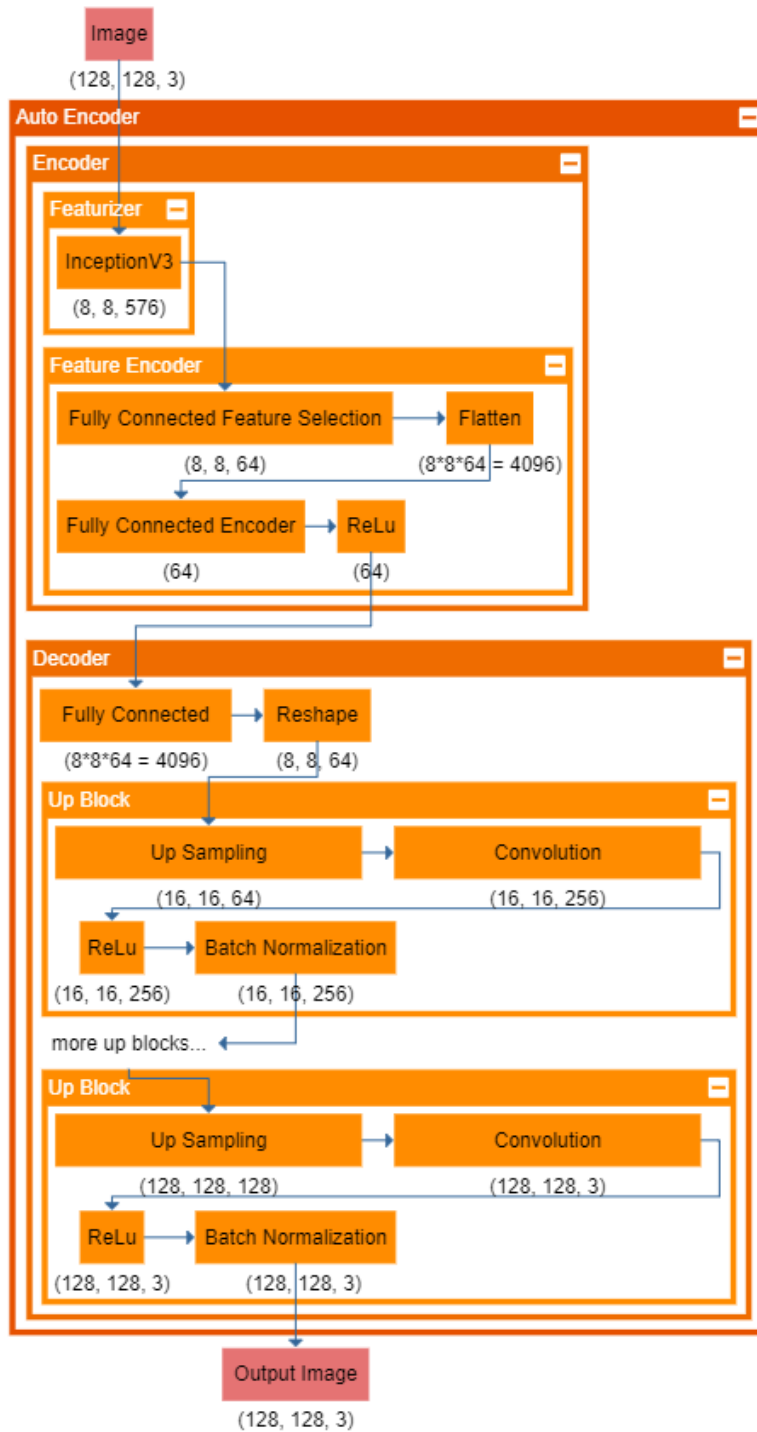 Image
(128, 128, 3)
Auto Encoder
Encoder
Featurizer
InceptionV3
(8, 8, 576)
Feature Encoder
Fully Connected Feature Selection
Flatten
(8, 8, 64)
(8*8*64 = 4096)
Fully Connected Encoder
ReLu
(64)
(64)
Decoder
Fully Connected
Reshape
(8*8*64 = 4096)
(8, 8, 64)
Up Block
Up Sampling
Convolution
(16, 16, 64)
(16, 16, 256)
ReLu
Batch Normalization
(16, 16, 256)
(16, 16, 256)
more up blocks...
Up Block
Up Sampling
Convolution
(128, 128, 128)
(128, 128, 3)
ReLu
Batch Normalization
(128, 128, 3)
(128, 128, 3)
Output Image
(128, 128, 3)